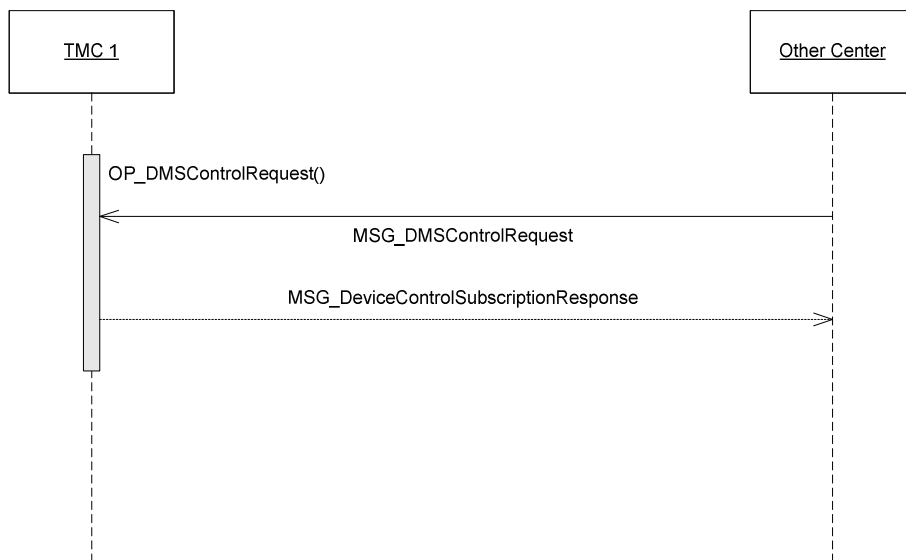 TMC 1
Other Center
OP_DMSControlRequest()
MSG_DMSControlRequest
MSG_DeviceControlSubscriptionResponse